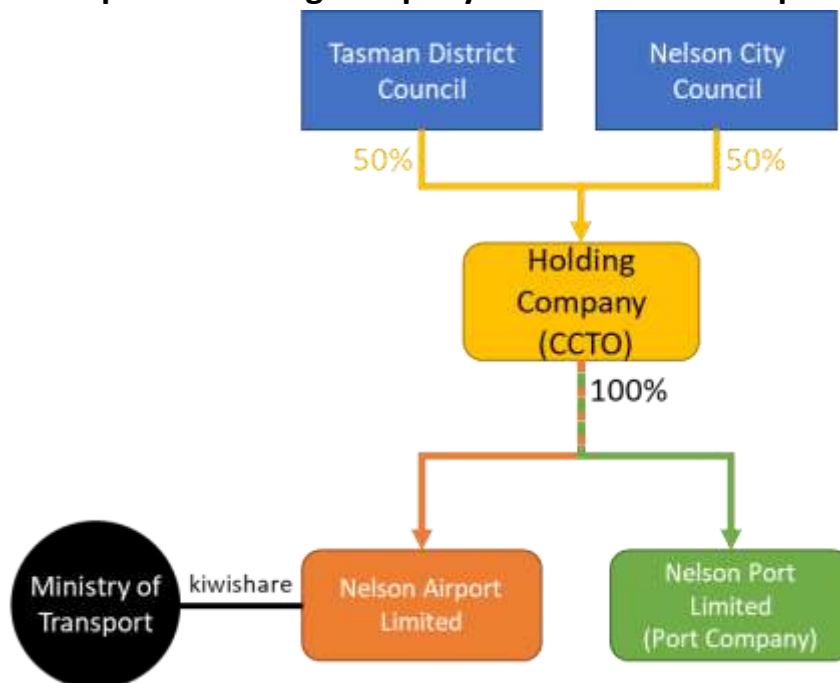 Tasman District
Council
Nelson City
Council
50%
50%
Holding
Company
(CCTO)
100%
Ministry of
Transport
kiwishare
Nelson Airport
Limited
Nelson Port
Limited
(Port Company)